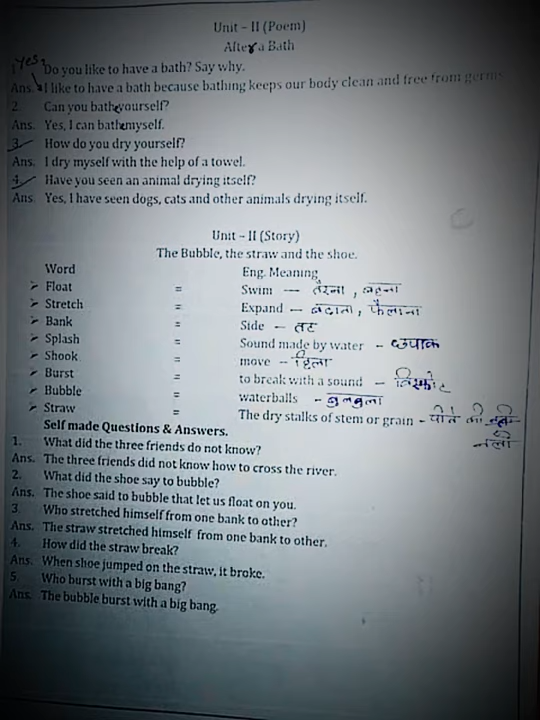 Unit - II (Poem)
After a Bath
Yes,
1. Do you like to have a bath? Say why.
Ans. I like to have a bath because bathing keeps our body clean and free from germs
2. Can you bath yourself?
Ans. Yes, I can bath myself.
3. How do you dry yourself?
Ans. I dry myself with the help of a towel.
4. Have you seen an animal drying itself?
Ans. Yes, I have seen dogs, cats and other animals drying itself.
Unit - II (Story)
The Bubble, the straw and the shoe.
Word Eng. Meaning
➢ Float = Swim - तैरना, बहना
➢ Stretch = Expand - बढ़ाना, फैलाना
➢ Bank = Side - तट
➢ Splash = Sound made by water - छपाक
➢ Shook = move - हिला
➢ Burst = to break with a sound - विस्फोट
➢ Bubble = waterballs - बुलबुला
➢ Straw = The dry stalks of stem or grain - पीने की
नली
Self made Questions & Answers.
1. What did the three friends do not know?
Ans. The three friends did not know how to cross the river.
2. What did the shoe say to bubble?
Ans. The shoe said to bubble that let us float on you.
3. Who stretched himself from one bank to other?
Ans. The straw stretched himself from one bank to other.
4. How did the straw break?
Ans. When shoe jumped on the straw, it broke.
5. Who burst with a big bang?
Ans. The bubble burst with a big bang.